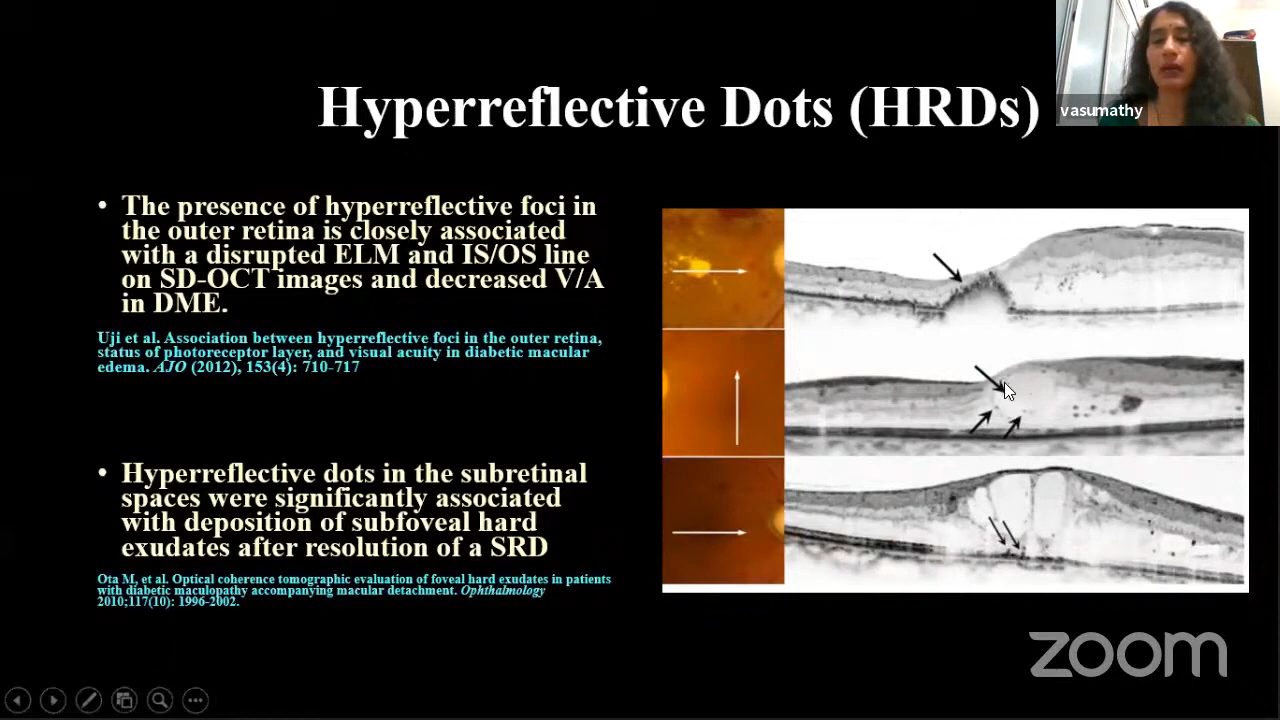 vasumathy
Hyperreflective Dots (HRDs)
• The presence of hyperreflective foci in
the outer retina is closely associated
with a disrupted ELM and IS/OS line
on SD-OCT images and decreased V/A
in DME.
Uji et al. Association between hyperreflective foci in the outer retina,
status of photoreceptor layer, and visual acuity in diabetic macular
edema. AJO (2012), 153(4): 710-717
• Hyperreflective dots in the subretinal
spaces were significantly associated
with deposition of subfoveal hard
exudates after resolution of a SRD
Ota M, et al. Optical coherence tomographic evaluation of foveal hard exudates in patients
with diabetic maculopathy accompanying macular detachment. Ophthalmology
2010;117(10): 1996-2002.
zoom